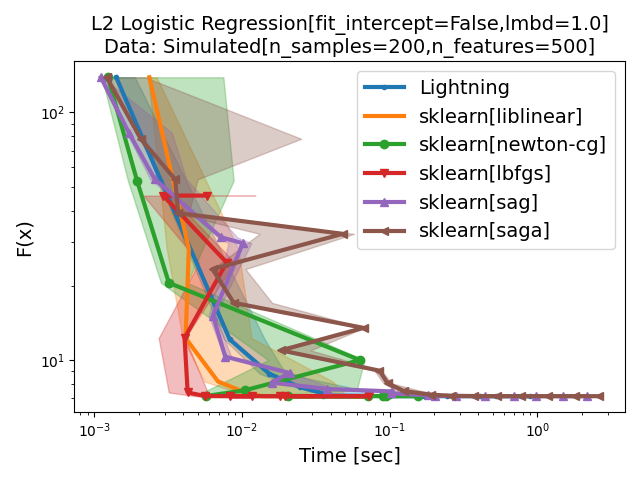 L2 Logistic Regression[fit_intercept=False,lmbd=1.0]
Data: Simulated[n_samples=200,n_features=500]
Lightning
sklearn[liblinear]
sklearn[newton-cg]
sklearn[lbfgs]
sklearn[sag]
sklearn[saga]
F(x)
10²
10¹
10⁻³ 10⁻² 10⁻¹ 10⁰
Time [sec]